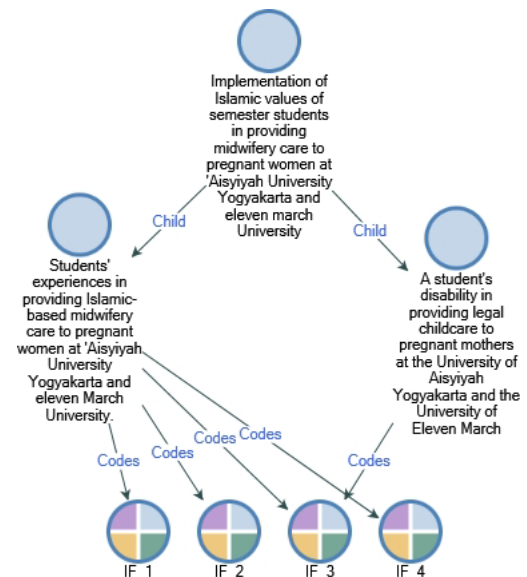 Implementation of
Islamic values of
semester students
in providing
midwifery care to
pregnant women at
'Aisyiyah University
Yogyakarta and
eleven march
University
Child
Child
Students'
experiences in
providing Islamic-
based midwifery
care to pregnant
women at 'Aisyiyah
University
Yogyakarta and
eleven March
University.
A student's
disability in
providing legal
childcare to
pregnant mothers
at the University of
Aisyiyah
Yogyakarta and the
University of
Eleven March
Codes
Codes
Codes
Codes
Codes
IF 1
IF 2
IF 3
IF 4